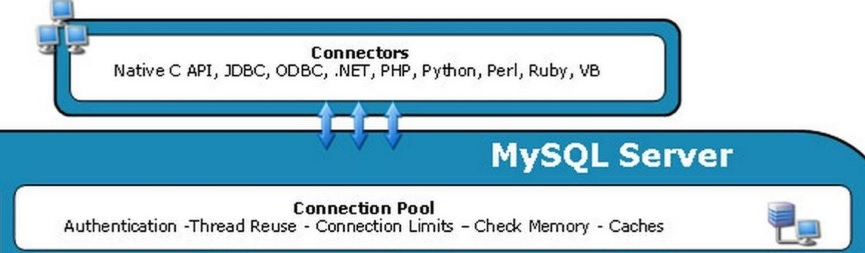 Connectors
Native C API, JDBC, ODBC, .NET, PHP, Python, Perl, Ruby, VB
MySQL Server
Connection Pool
Authentication -Thread Reuse - Connection Limits – Check Memory - Caches